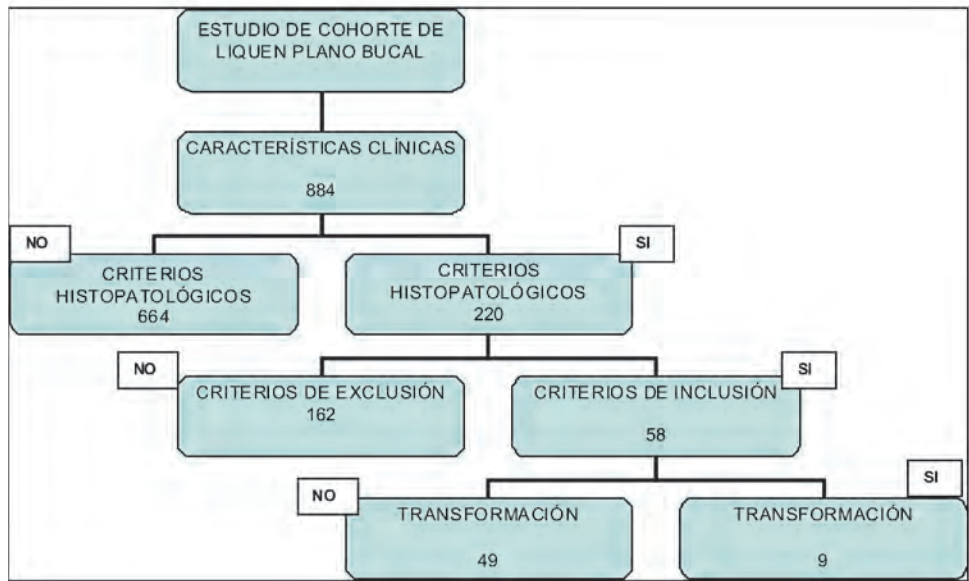 ESTUDIO DE COHORTE DE
LIQUEN PLANO BUCAL
CARACTERÍSTICAS CLÍNICAS
884
NO
CRITERIOS
HISTOPATOLÓGICOS
664
SI
CRITERIOS
HISTOPATOLÓGICOS
220
NO
CRITERIOS DE EXCLUSIÓN
162
SI
CRITERIOS DE INCLUSIÓN
58
NO
TRANSFORMACIÓN
49
SI
TRANSFORMACIÓN
9